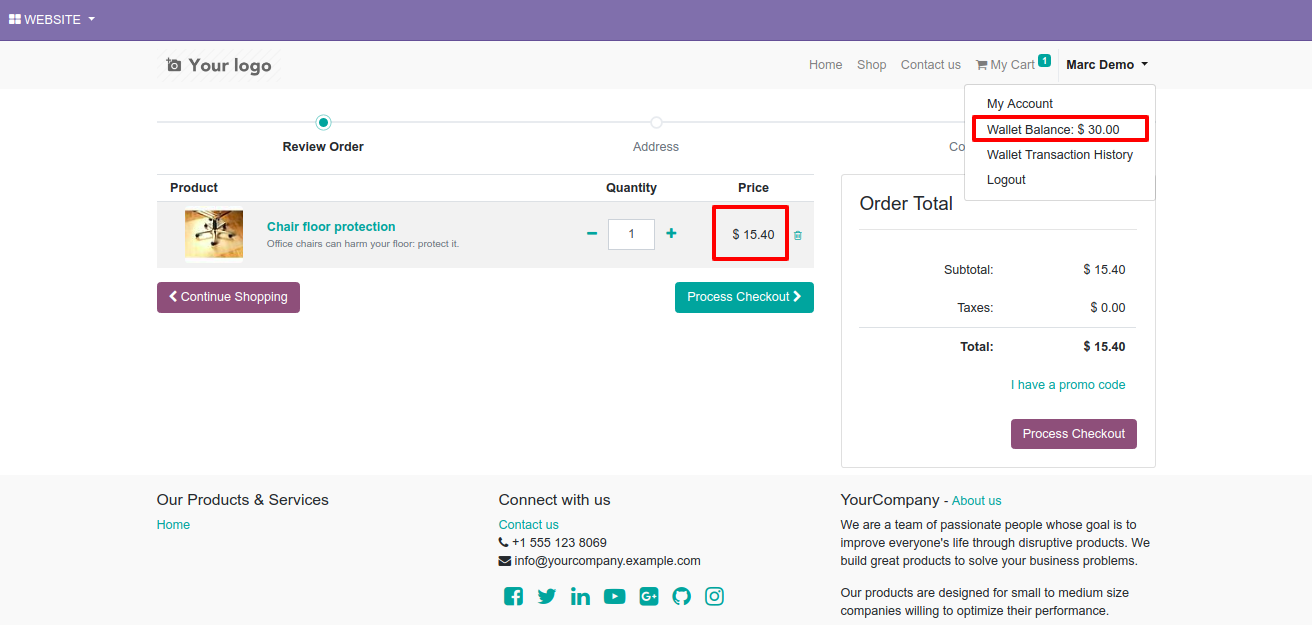 WEBSITE
Your logo
Home Shop Contact us My Cart 1 Marc Demo
My Account
Wallet Balance: $ 30.00
Wallet Transaction History
Logout
Review Order
Address
Co
Product Quantity Price
Chair floor protection
Office chairs can harm your floor: protect it.
1
$ 15.40
Continue Shopping
Process Checkout
Order Total
Subtotal: $ 15.40
Taxes: $ 0.00
Total: $ 15.40
I have a promo code
Process Checkout
Our Products & Services
Home
Connect with us
Contact us
+1 555 123 8069
info@yourcompany.example.com
YourCompany - About us
We are a team of passionate people whose goal is to
improve everyone's life through disruptive products. We
build great products to solve your business problems.
Our products are designed for small to medium size
companies willing to optimize their performance.